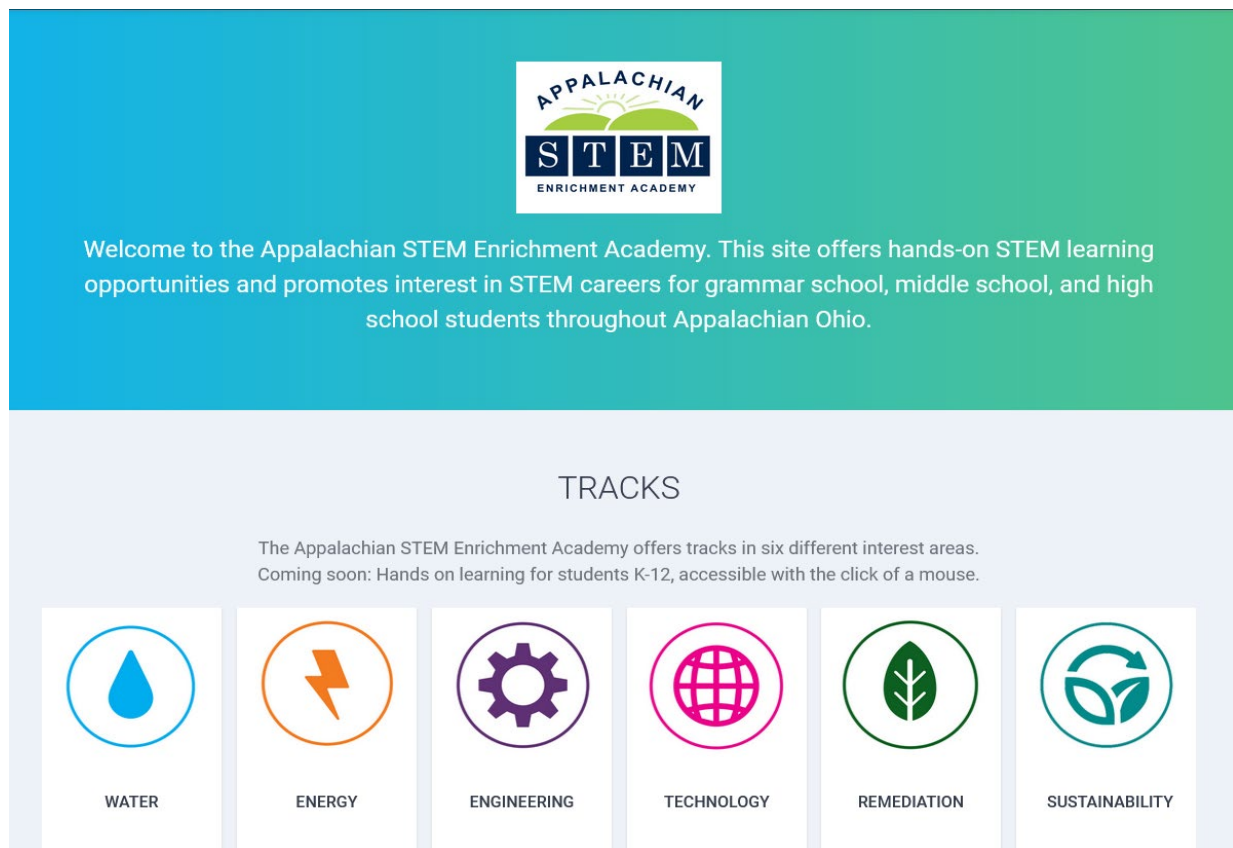 APPALACHIAN
STEM
ENRICHMENT ACADEMY
Welcome to the Appalachian STEM Enrichment Academy. This site offers hands-on STEM learning
opportunities and promotes interest in STEM careers for grammar school, middle school, and high
school students throughout Appalachian Ohio.
TRACKS
The Appalachian STEM Enrichment Academy offers tracks in six different interest areas.
Coming soon: Hands on learning for students K-12, accessible with the click of a mouse.
WATER
ENERGY
ENGINEERING
TECHNOLOGY
REMEDIATION
SUSTAINABILITY